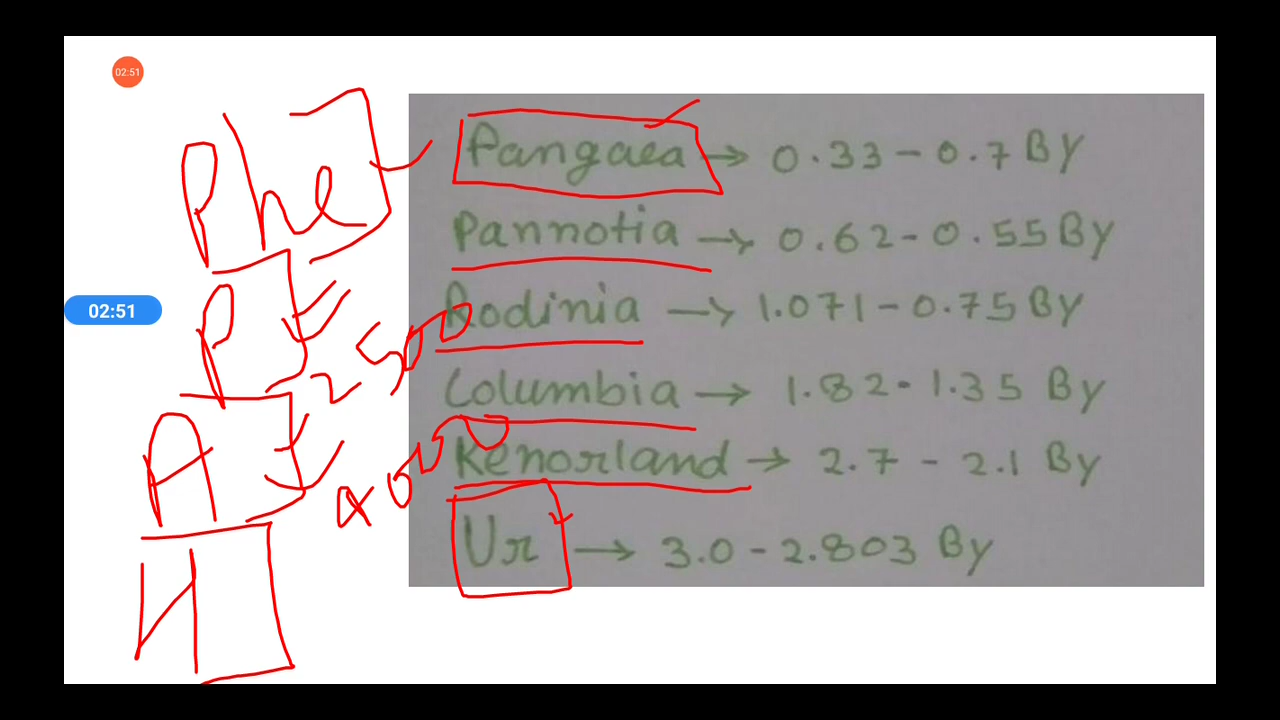 02:51
02:51
Phe
P
2500
A
4000
H
Pangaea → 0.33 - 0.7 By
Pannotia → 0.62 - 0.55 By
Rodinia → 1.071 - 0.75 By
Columbia → 1.82 - 1.35 By
Kenorland → 2.7 - 2.1 By
Ur → 3.0 - 2.803 By